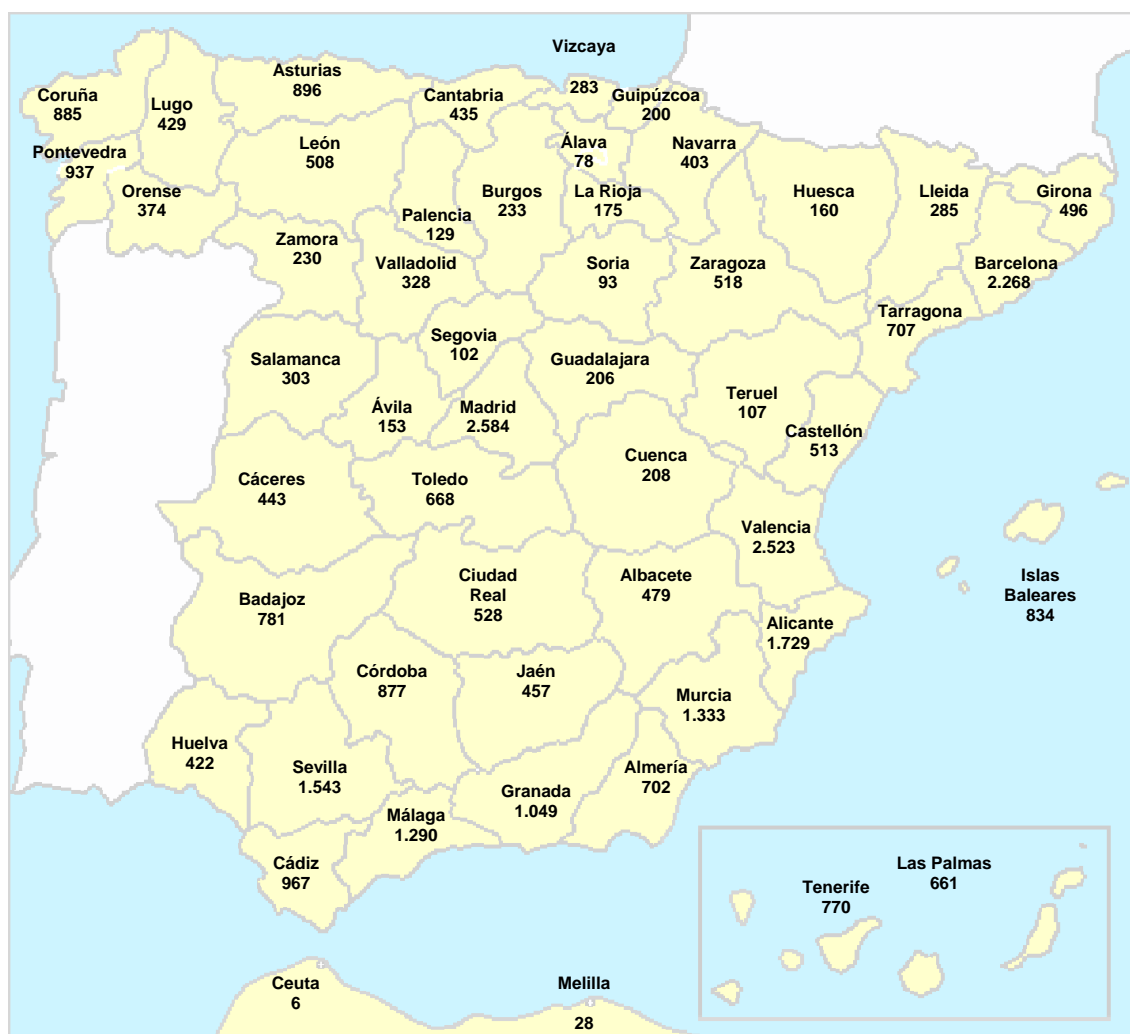 Vizcaya
283
Asturias
896
Coruña
885
Lugo
429
Cantabria
435
Guipúzcoa
200
León
508
Álava
78
Navarra
403
Pontevedra
937
Orense
374
Palencia
129
Burgos
233
La Rioja
175
Huesca
160
Lleida
285
Girona
496
Zamora
230
Valladolid
328
Soria
93
Zaragoza
518
Barcelona
2.268
Tarragona
707
Segovia
102
Salamanca
303
Guadalajara
206
Teruel
107
Ávila
153
Madrid
2.584
Castellón
513
Cuenca
208
Cáceres
443
Toledo
668
Valencia
2.523
Badajoz
781
Ciudad
Real
528
Albacete
479
Islas
Baleares
834
Alicante
1.729
Córdoba
877
Jaén
457
Murcia
1.333
Huelva
422
Sevilla
1.543
Almería
702
Granada
1.049
Málaga
1.290
Cádiz
967
Las Palmas
661
Tenerife
770
Ceuta
6
Melilla
28